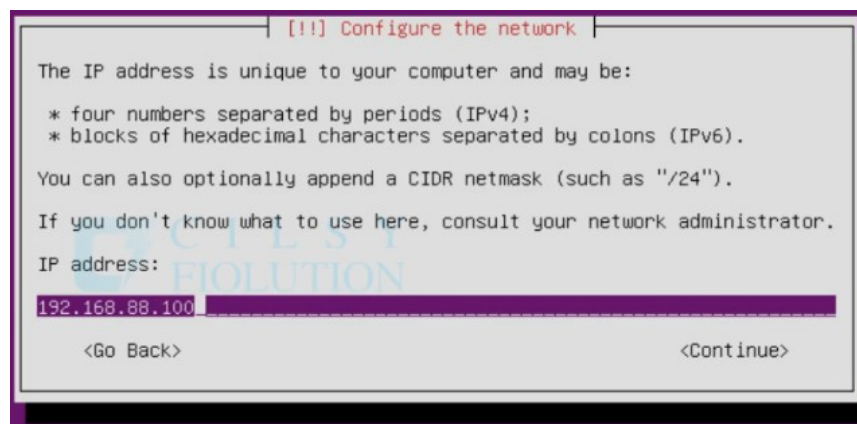 [!!] Configure the network
The IP address is unique to your computer and may be:
* four numbers separated by periods (IPv4);
* blocks of hexadecimal characters separated by colons (IPv6).
You can also optionally append a CIDR netmask (such as "/24").
If you don't know what to use here, consult your network administrator.
CILSY
IP address:
FIOLUTION
192.168.88.100
<Go Back> <Continue>